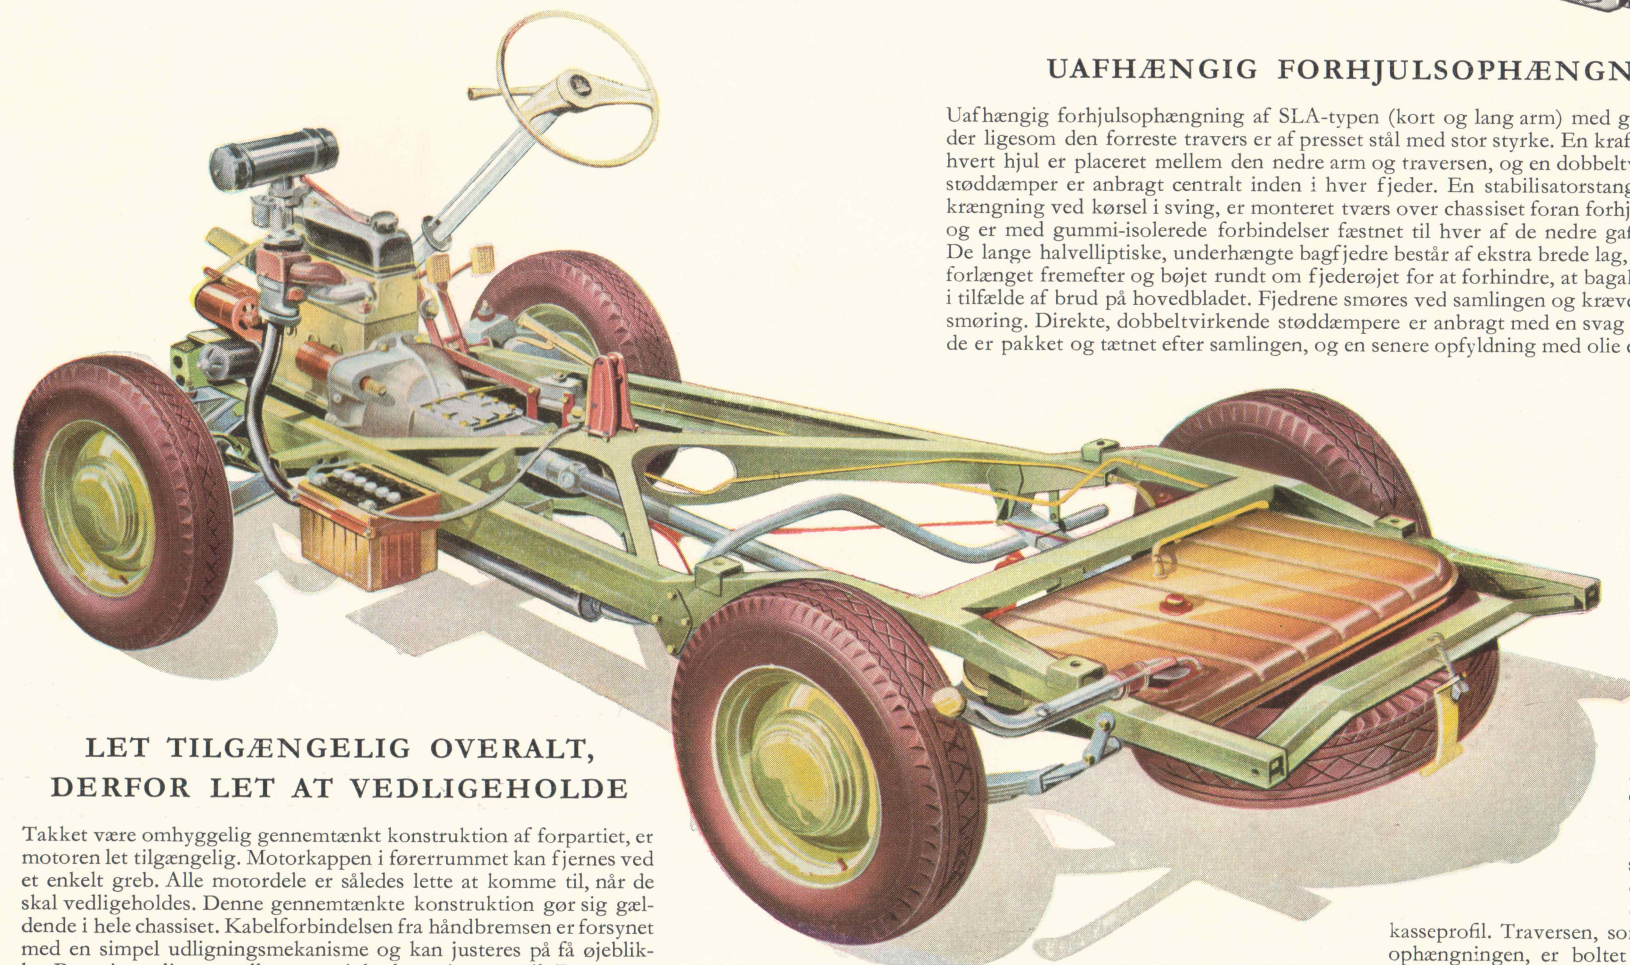 UAFHÆNGIG FORHJULSOPHÆNGN
Uafhængig forhjulsophængning af SLA-typen (kort og lang arm) med g
der ligesom den forreste travers er af presset stål med stor styrke. En kraf
hvert hjul er placeret mellem den nedre arm og traversen, og en dobbeltv
støddæmper er anbragt centralt inden i hver fjeder. En stabilisatorstang
krængning ved kørsel i sving, er monteret tværs over chassiset foran forhj
og er med gummi-isolerede forbindelser fæstnet til hver af de nedre gaf
De lange halvelliptiske, underhængte bagfjedre består af ekstra brede lag,
forlænget fremefter og bøjet rundt om fjederøjet for at forhindre, at bagak
i tilfælde af brud på hovedbladet. Fjedrene smøres ved samlingen og kræve
smøring. Direkte, dobbeltvirkende støddæmpere er anbragt med en svag
de er pakket og tætnet efter samlingen, og en senere opfyldning med olie e
LET TILGÆNGELIG OVERALT,
DERFOR LET AT VEDLIGEHOLDE
Takket være omhyggelig gennemtænkt konstruktion af forpartiet, er
motoren let tilgængelig. Motorkappen i førerrummet kan fjernes ved
et enkelt greb. Alle motordele er således lette at komme til, når de
skal vedligeholdes. Denne gennemtænkte konstruktion gør sig gæl-
dende i hele chassiset. Kabelforbindelsen fra håndbremsen er forsynet
med en simpel udligningsmekanisme og kan justeres på få øjeblik-
kasseprofil. Traversen, so
ophængningen, er boltet